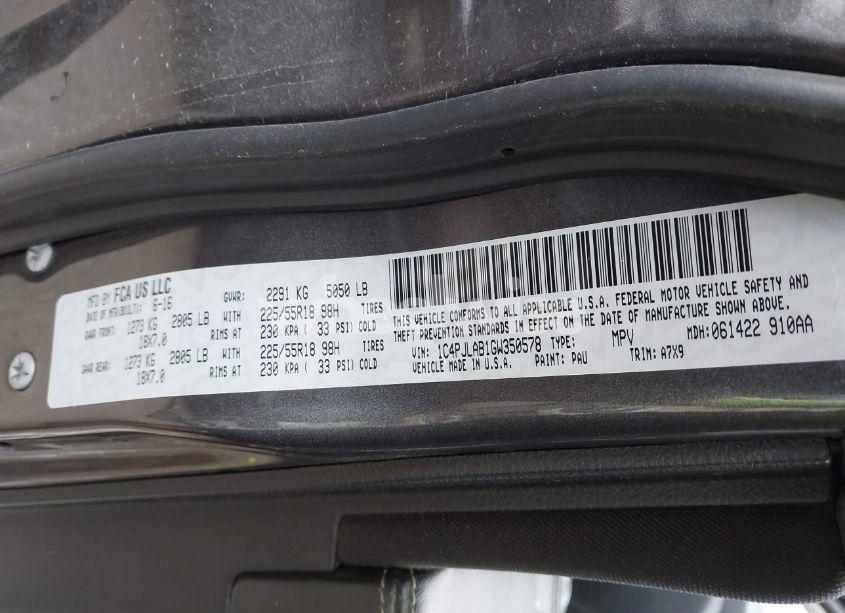 MFD BY FCA US LLC
DATE OF MFR(BUILT): 6-16 GVWR: 2291 KG 5050 LB
GAWR FRONT: 1273 KG 2805 LB WITH 225/55R18 98H TIRES
18X7.0 RIMS AT 230 KPA ( 33 PSI) COLD
GAWR REAR: 1273 KG 2805 LB WITH 225/55R18 98H TIRES
18X7.0 RIMS AT 230 KPA ( 33 PSI) COLD
THIS VEHICLE CONFORMS TO ALL APPLICABLE U.S.A. FEDERAL MOTOR VEHICLE SAFETY AND
THEFT PREVENTION STANDARDS IN EFFECT ON THE DATE OF MANUFACTURE SHOWN ABOVE.
VIN: 1C4PJLAB1GW350578 TYPE: MPV MDH: 061422 910AA
VEHICLE MADE IN U.S.A. PAINT: PAU TRIM: A7X9